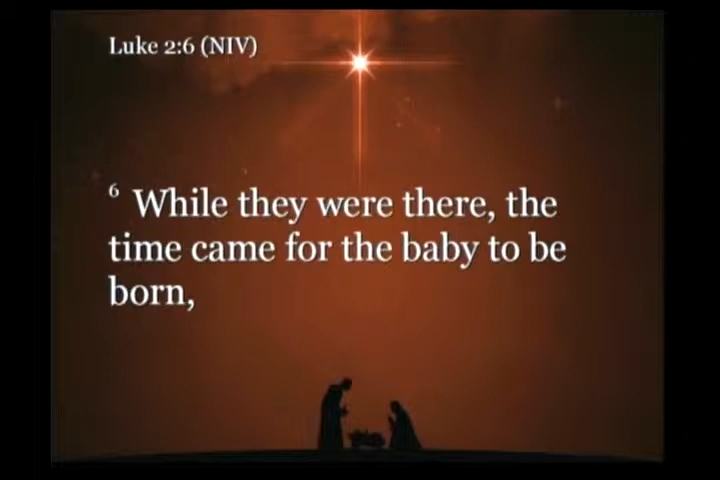 Luke 2:6 (NIV)
6 While they were there, the
time came for the baby to be
born,